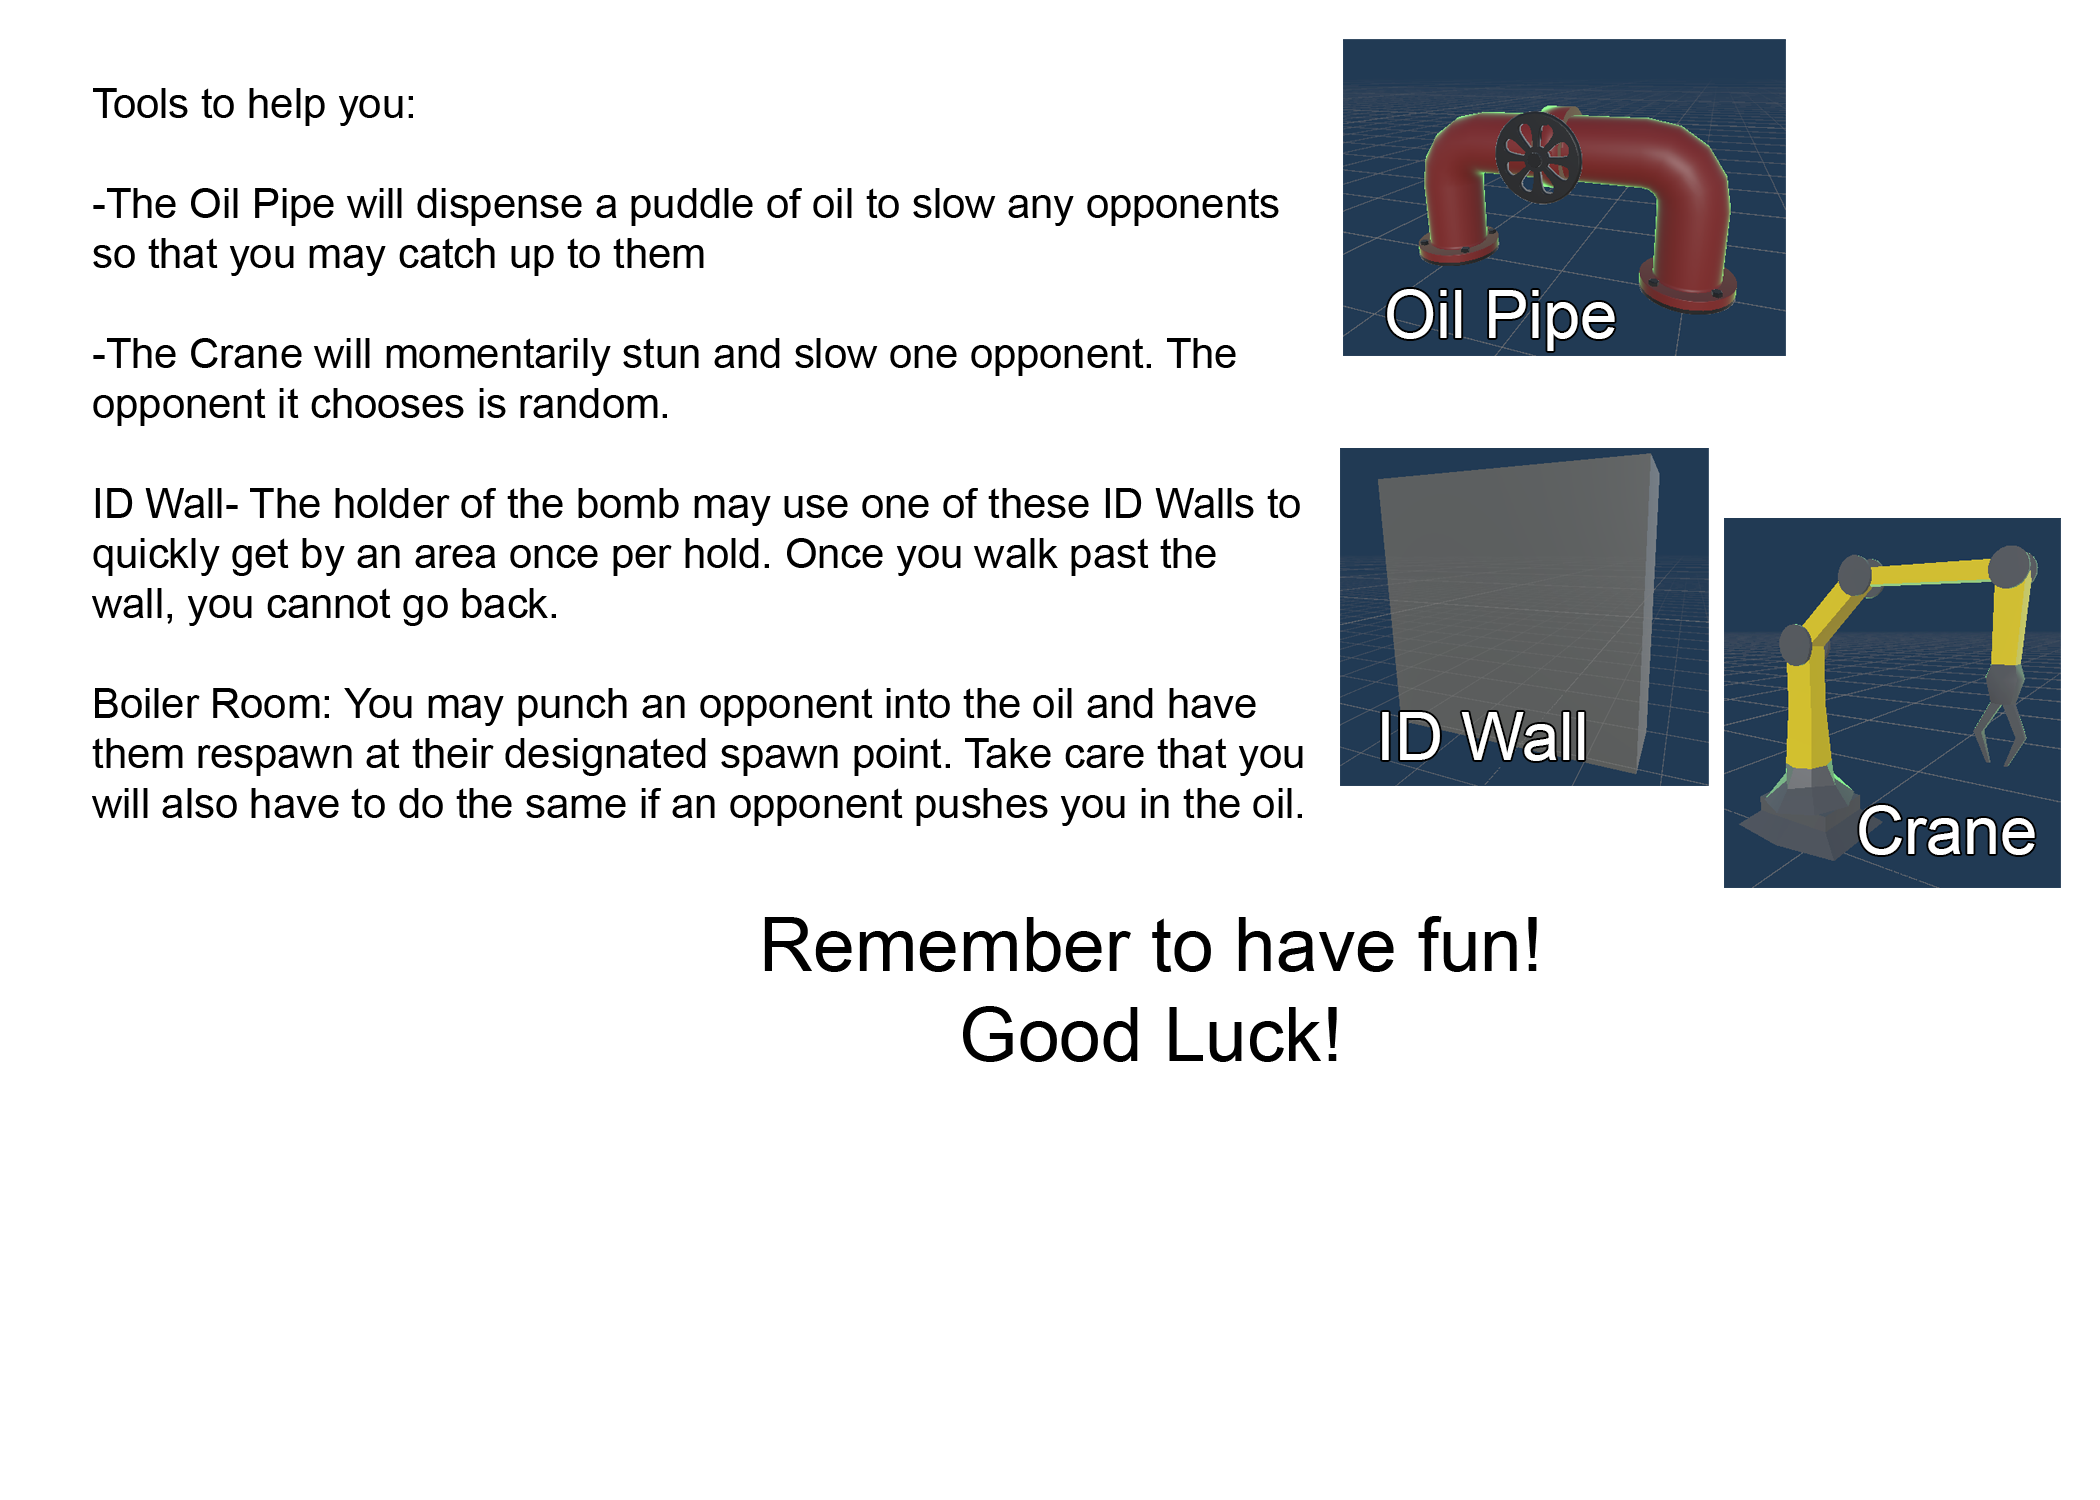 Tools to help you:
-The Oil Pipe will dispense a puddle of oil to slow any opponents
so that you may catch up to them
-The Crane will momentarily stun and slow one opponent. The
opponent it chooses is random.
ID Wall- The holder of the bomb may use one of these ID Walls to
quickly get by an area once per hold. Once you walk past the
wall, you cannot go back.
Boiler Room: You may punch an opponent into the oil and have
them respawn at their designated spawn point. Take care that you
will also have to do the same if an opponent pushes you in the oil.
Oil Pipe
ID Wall
Crane
Remember to have fun!
Good Luck!